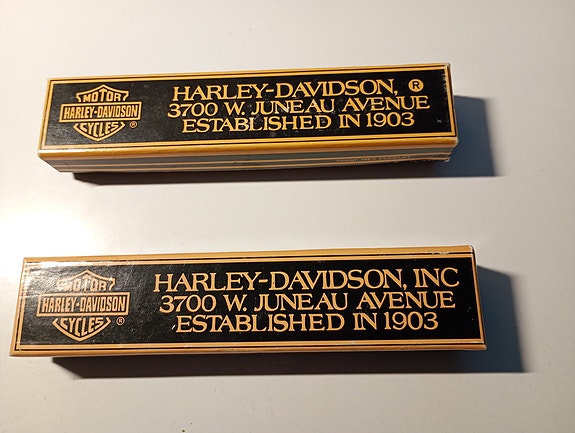 MOTOR
HARLEY-DAVIDSON
CYCLES ®
HARLEY-DAVIDSON, ®
3700 W. JUNEAU AVENUE
ESTABLISHED IN 1903
MOTOR
HARLEY-DAVIDSON
CYCLES ®
HARLEY-DAVIDSON, INC
3700 W. JUNEAU AVENUE
ESTABLISHED IN 1903